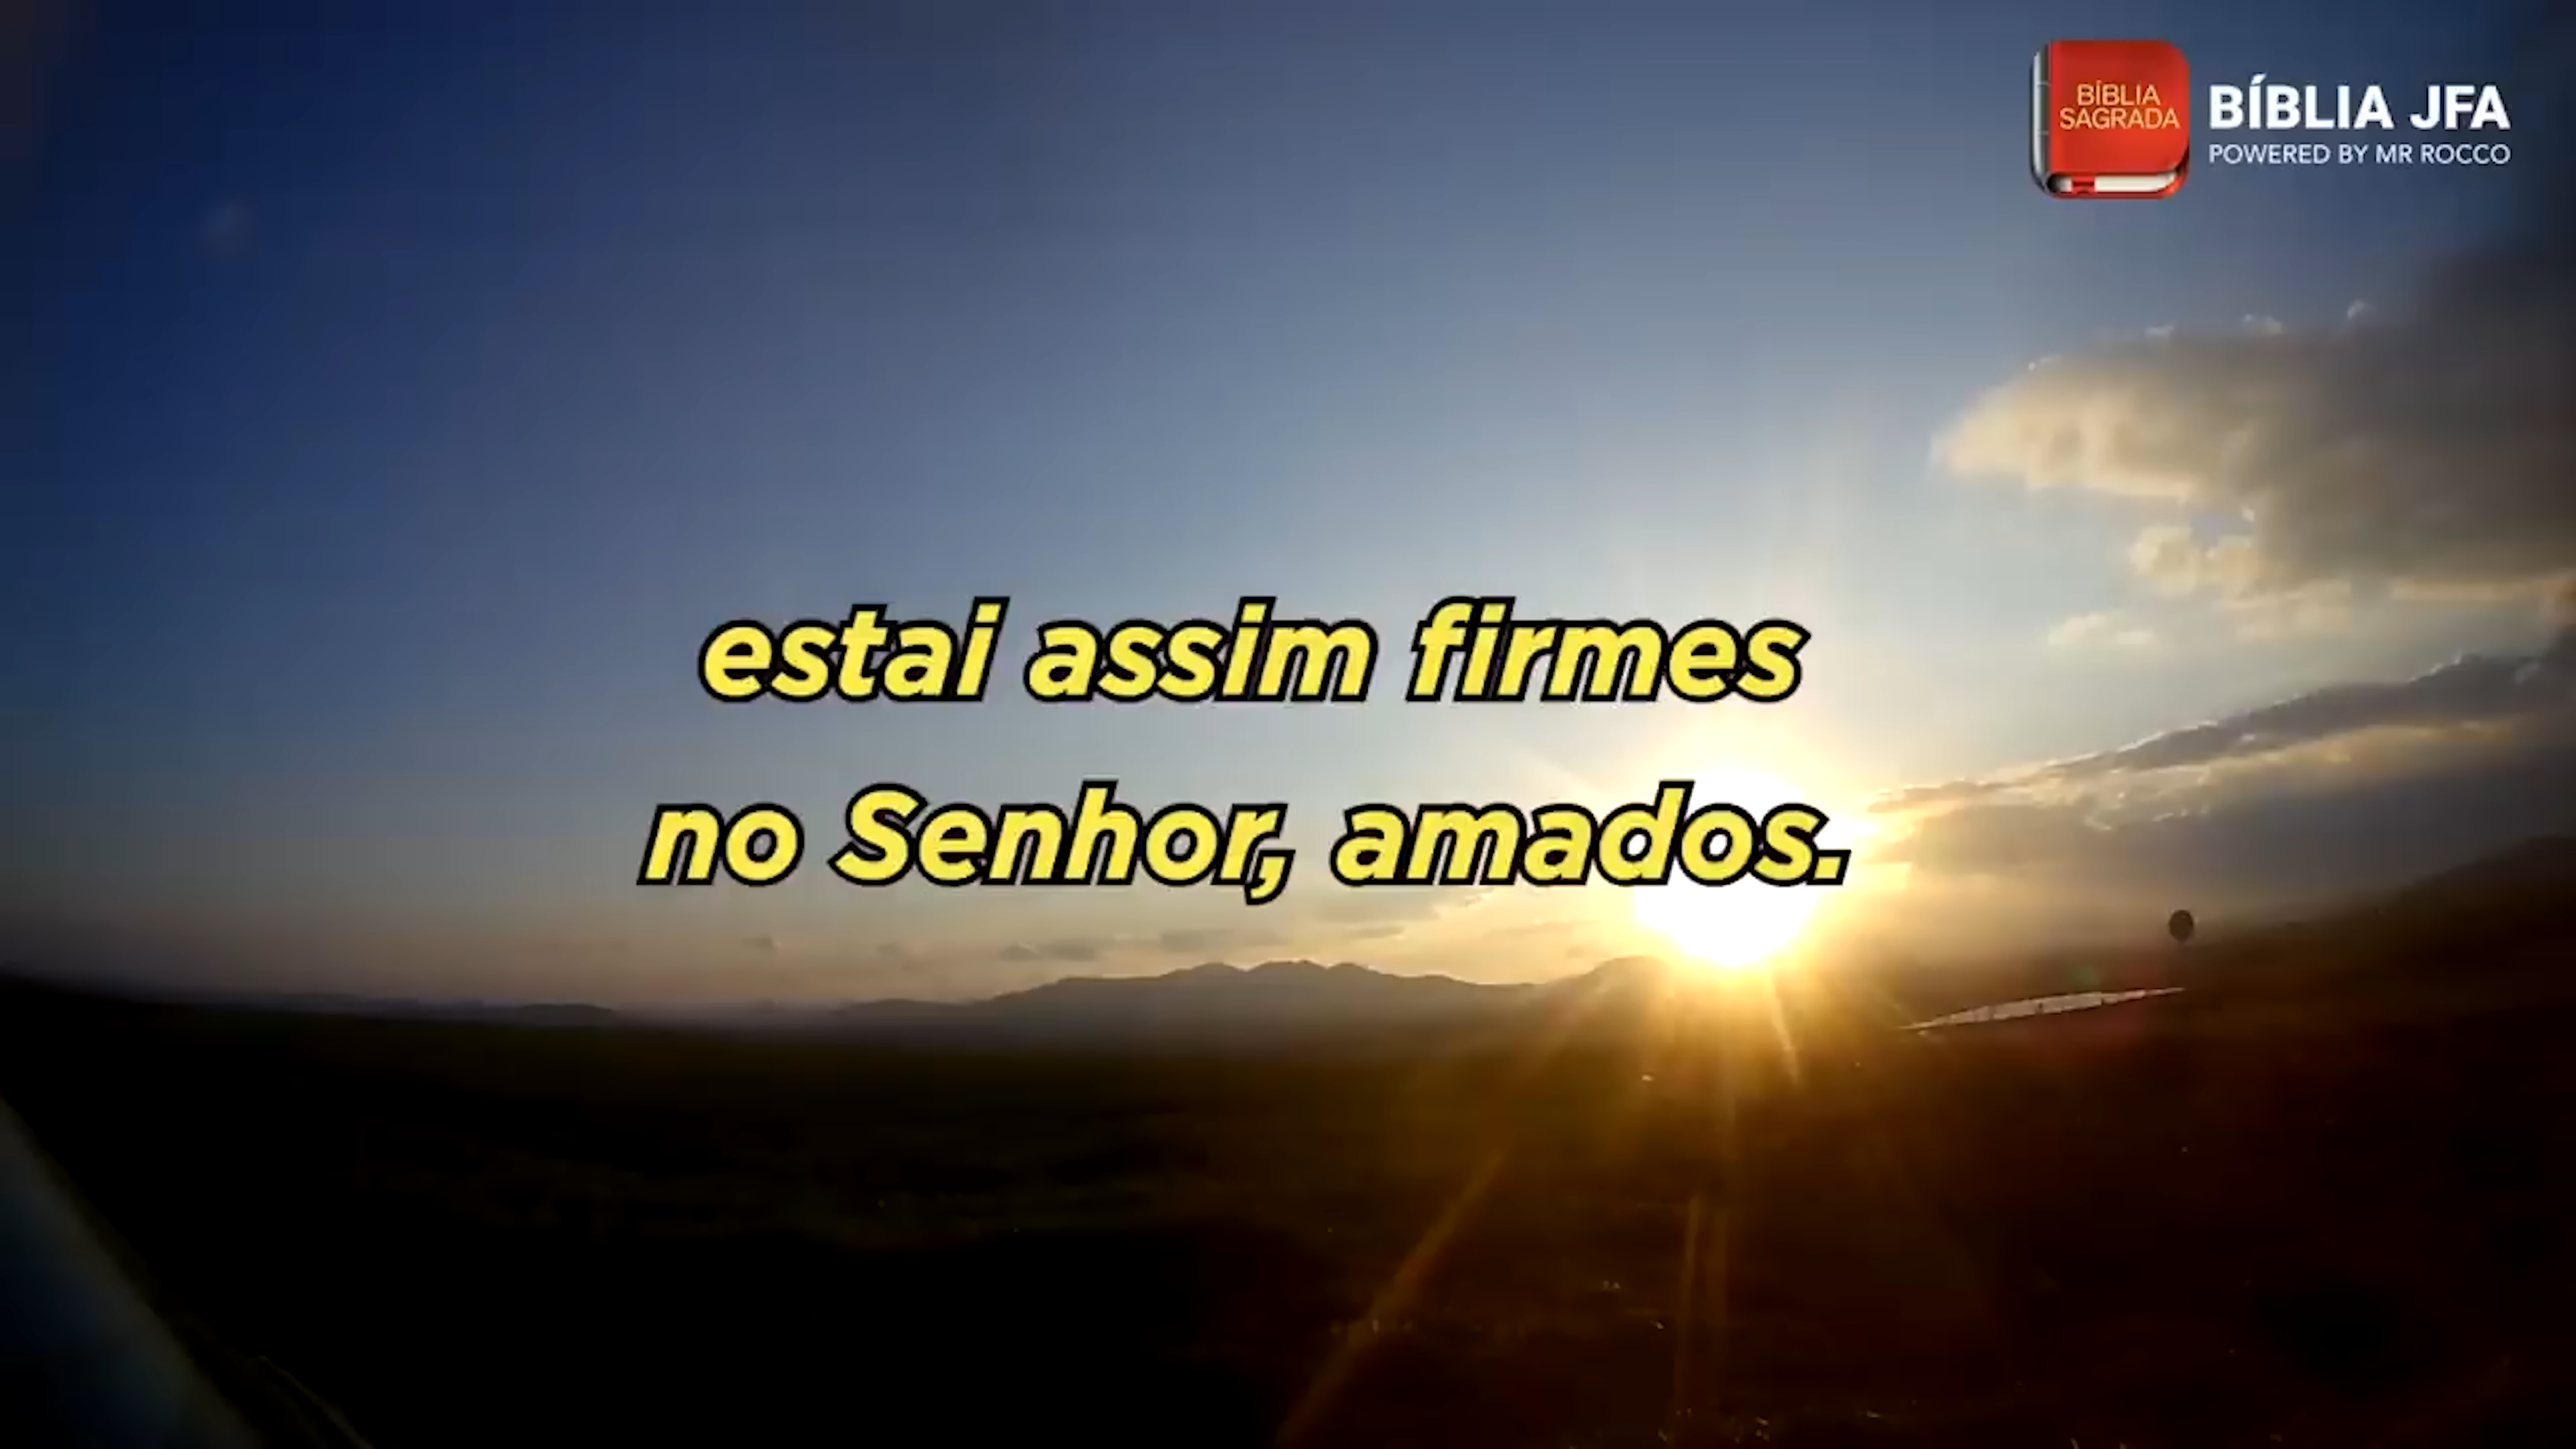 BÍBLIA
SAGRADA
BÍBLIA JFA
POWERED BY MR ROCCO
estai assim firmes
no Senhor, amados.